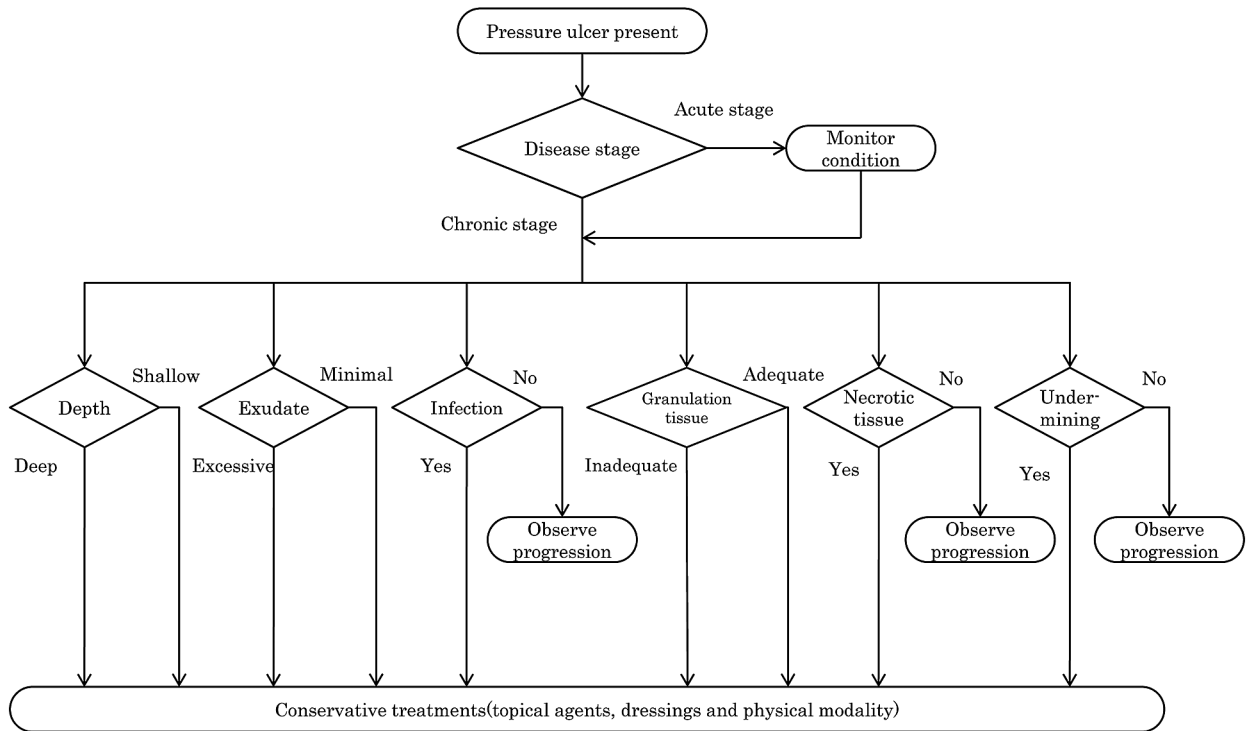 Pressure ulcer present
Acute stage
Disease stage
Monitor
condition
Chronic stage
Shallow
Minimal
No
Adequate
No
No
Depth
Exudate
Infection
Granulation
tissue
Necrotic
tissue
Under-
mining
Deep
Excessive
Yes
Inadequate
Yes
Yes
Observe
progression
Observe
progression
Observe
progression
Conservative treatments(topical agents, dressings and physical modality)